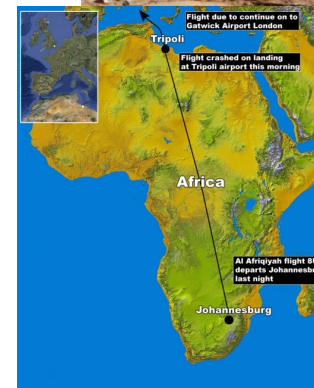 Flight due to continue on to
Gatwick Airport London
Tripoli
Flight crashed on landing
at Tripoli airport this morning
Africa
Al Afriqiyah flight
departs
last night
Johannesburg